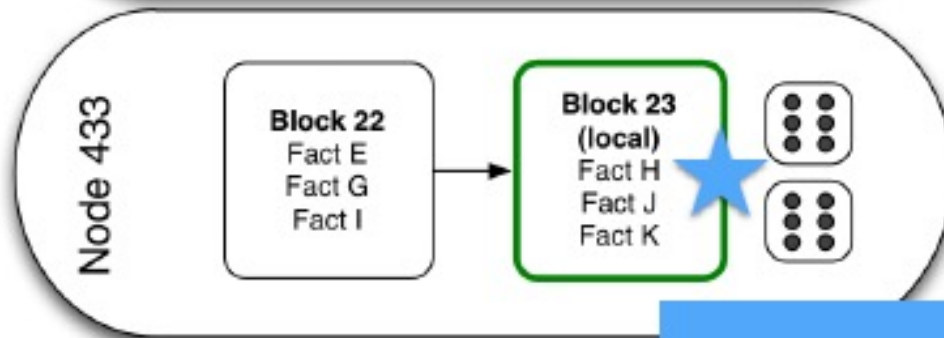 Node 433
Block 22
Fact E
Fact G
Fact I
Block 23
(local)
Fact H
Fact J
Fact K